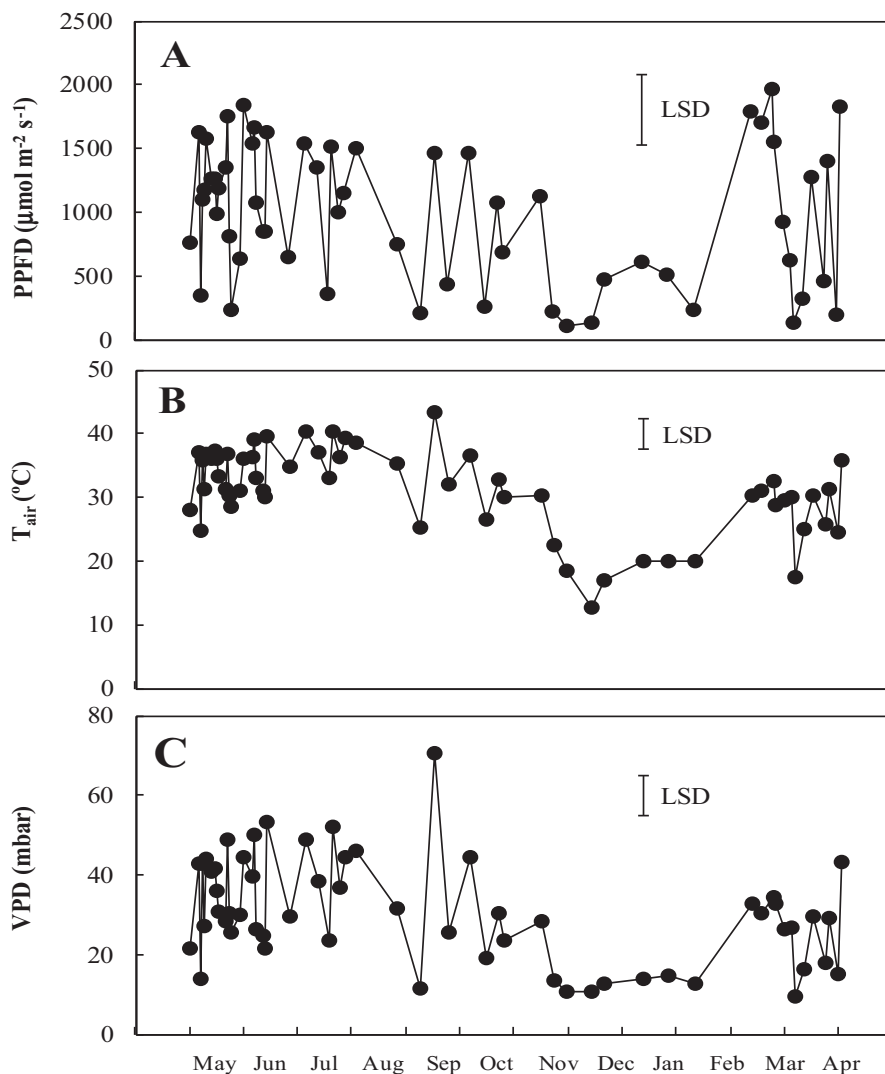 2500
A
2000
LSD
1500
1000
500
0
PPFD (µmol m⁻² s⁻¹)
50
B
40
LSD
30
20
10
0
T_air (ºC)
80
C
60
LSD
40
20
0
VPD (mbar)
May Jun Jul Aug Sep Oct Nov Dec Jan Feb Mar Apr